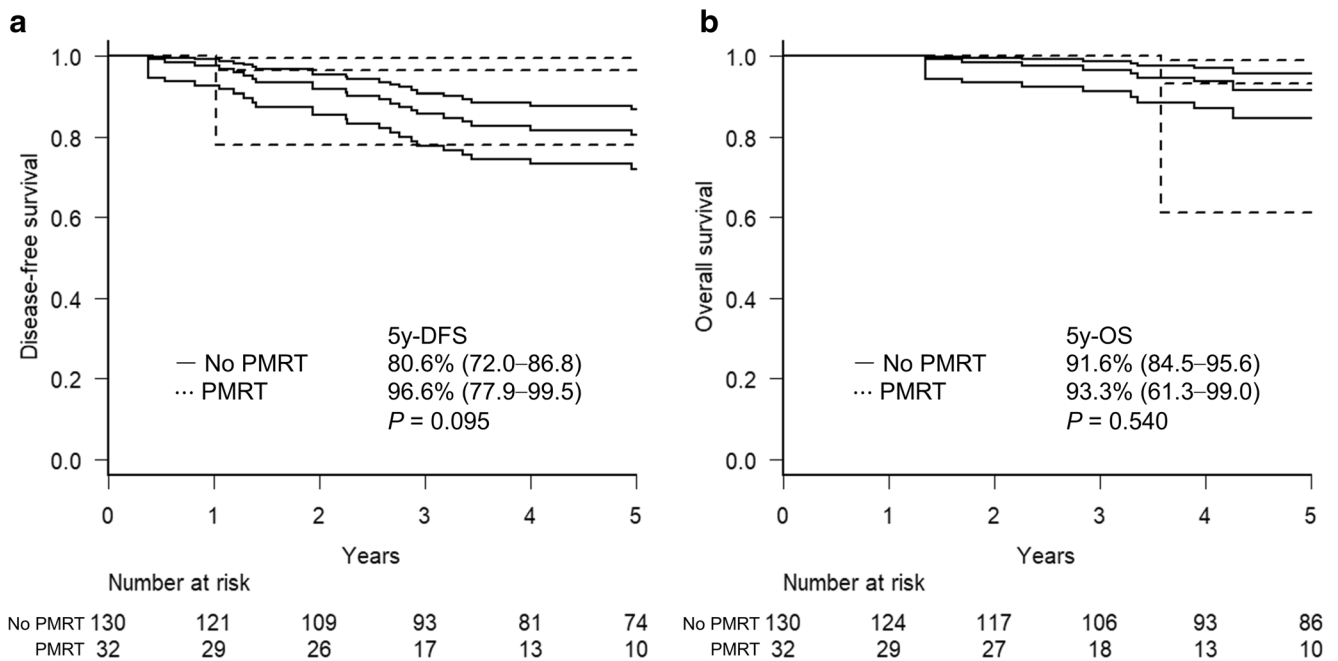 a
Disease-free survival
1.0
0.8
0.6
0.4
0.2
0.0
5y-DFS
— No PMRT 80.6% (72.0–86.8)
··· PMRT 96.6% (77.9–99.5)
P = 0.095
0 1 2 3 4 5
Years
Number at risk
No PMRT 130 121 109 93 81 74
PMRT 32 29 26 17 13 10
b
Overall survival
1.0
0.8
0.6
0.4
0.2
0.0
5y-OS
— No PMRT 91.6% (84.5–95.6)
··· PMRT 93.3% (61.3–99.0)
P = 0.540
0 1 2 3 4 5
Years
Number at risk
No PMRT 130 124 117 106 93 86
PMRT 32 29 27 18 13 10